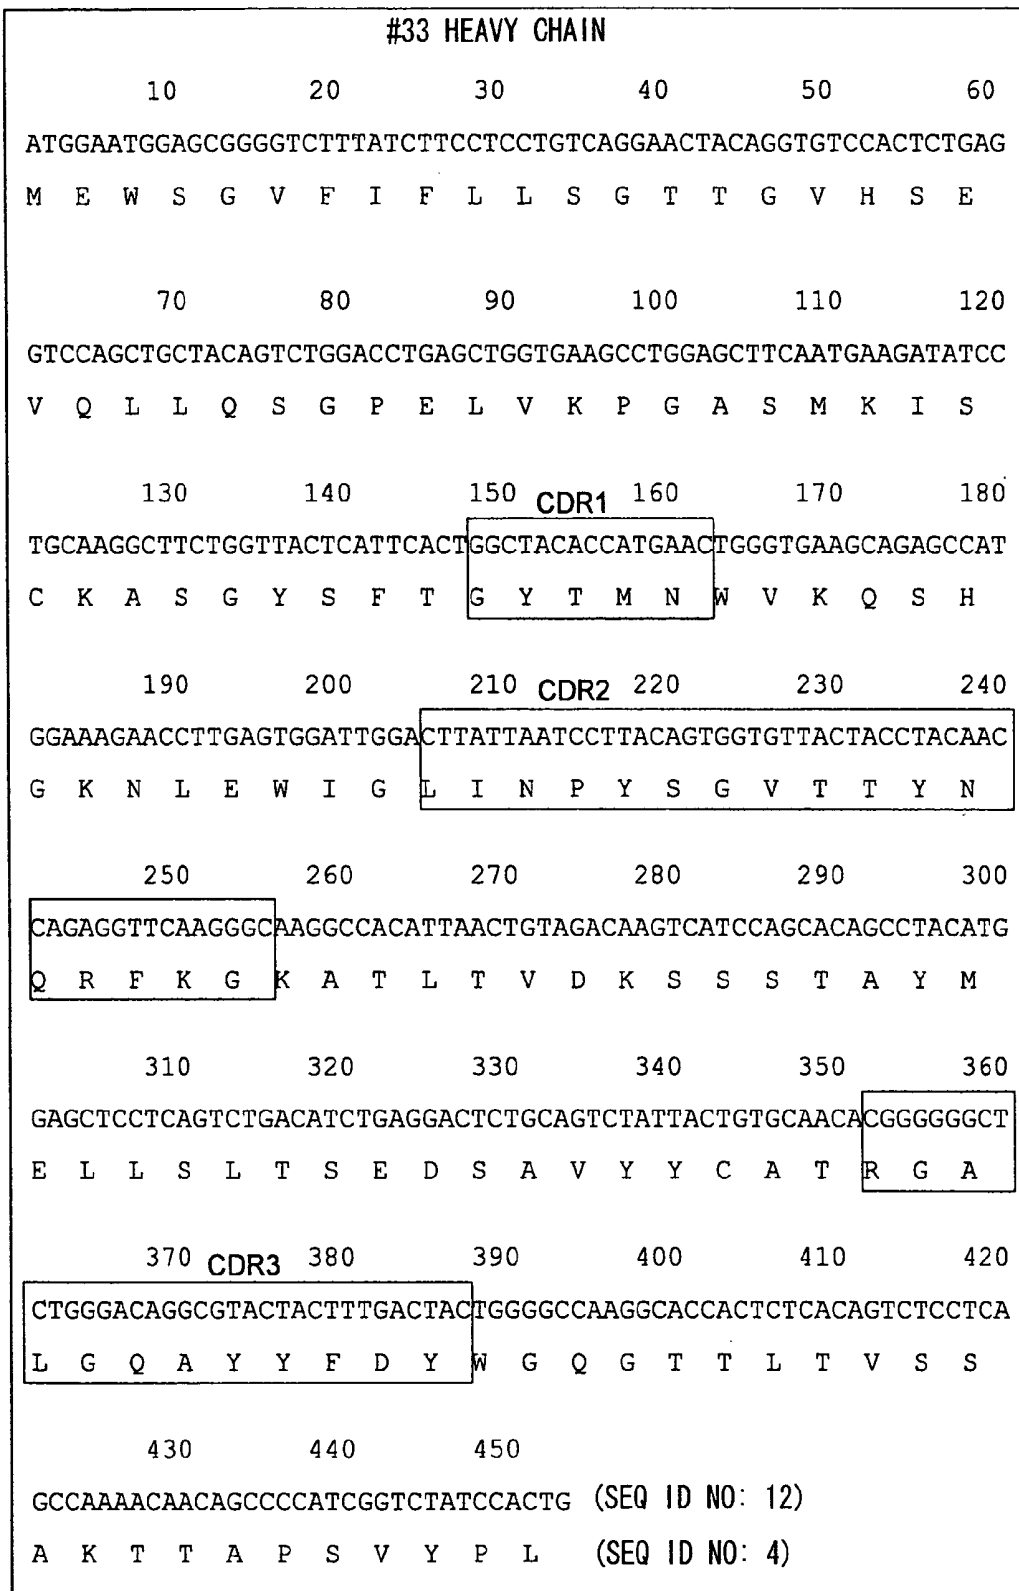 #33 HEAVY CHAIN
10 20 30 40 50 60
ATGGAATGGAGCGGGGTCTTTATCTTCCTCCTGTCAGGAACTACAGGTGTCCACTCTGAG
M E W S G V F I F L L S G T T G V H S E
70 80 90 100 110 120
GTCCAGCTGCTACAGTCTGGACCTGAGCTGGTGAAGCCTGGAGCTTCAATGAAGATATCC
V Q L L Q S G P E L V K P G A S M K I S
130 140 150 CDR1 160 170 180
TGCAAGGCTTCTGGTTACTCATTCACTGGCTACACCATGAACTGGGTGAAGCAGAGCCAT
C K A S G Y S F T G Y T M N W V K Q S H
190 200 210 CDR2 220 230 240
GGAAAGAACCTTGAGTGGATTGGACTTATTAATCCTTACAGTGGTGTTACTACCTACAAC
G K N L E W I G L I N P Y S G V T T Y N
250 260 270 280 290 300
CAGAGGTTCAAGGGCAAGGCCACATTAACTGTAGACAAGTCATCCAGCACAGCCTACATG
Q R F K G K A T L T V D K S S S T A Y M
310 320 330 340 350 360
GAGCTCCTCAGTCTGACATCTGAGGACTCTGCAGTCTATTACTGTGCAACACGGGGGGCT
E L L S L T S E D S A V Y Y C A T R G A
370 CDR3 380 390 400 410 420
CTGGGACAGGCGTACTACTTTGACTACTGGGGCCAAGGCACCACTCTCACAGTCTCCTCA
L G Q A Y Y F D Y W G Q G T T L T V S S
430 440 450
GCCAAAACAACAGCCCCATCGGTCTATCCACTG (SEQ ID NO: 12)
A K T T A P S V Y P L (SEQ ID NO: 4)